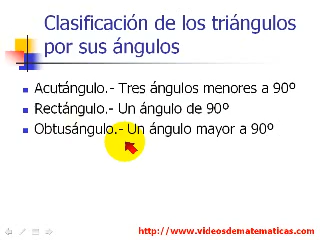 Clasificación de los triángulos
por sus ángulos
Acutángulo.- Tres ángulos menores a 90º
Rectángulo.- Un ángulo de 90º
Obtusángulo.- Un ángulo mayor a 90º
http://www.videosdematematicas.com